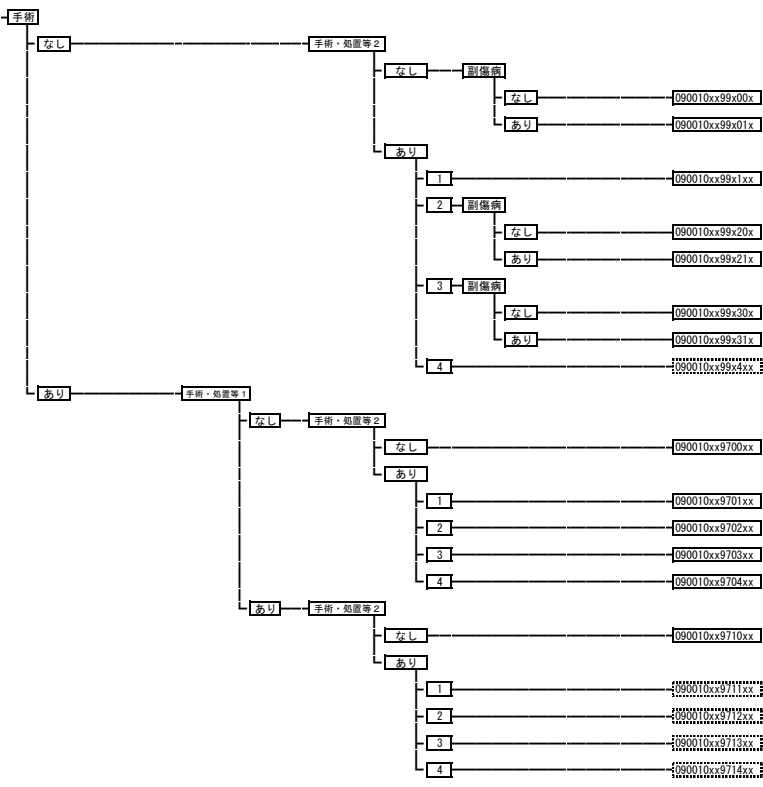 手術
なし 手術・処置等2
なし 副傷病
なし 090010xx99x00x
あり 090010xx99x01x
あり
1 090010xx99x1xx
2 副傷病
なし 090010xx99x20x
あり 090010xx99x21x
3 副傷病
なし 090010xx99x30x
あり 090010xx99x31x
4 090010xx99x4xx
あり 手術・処置等1
なし 手術・処置等2
なし 090010xx9700xx
あり
1 090010xx9701xx
2 090010xx9702xx
3 090010xx9703xx
4 090010xx9704xx
あり 手術・処置等2
なし 090010xx9710xx
あり
1 090010xx9711xx
2 090010xx9712xx
3 090010xx9713xx
4 090010xx9714xx